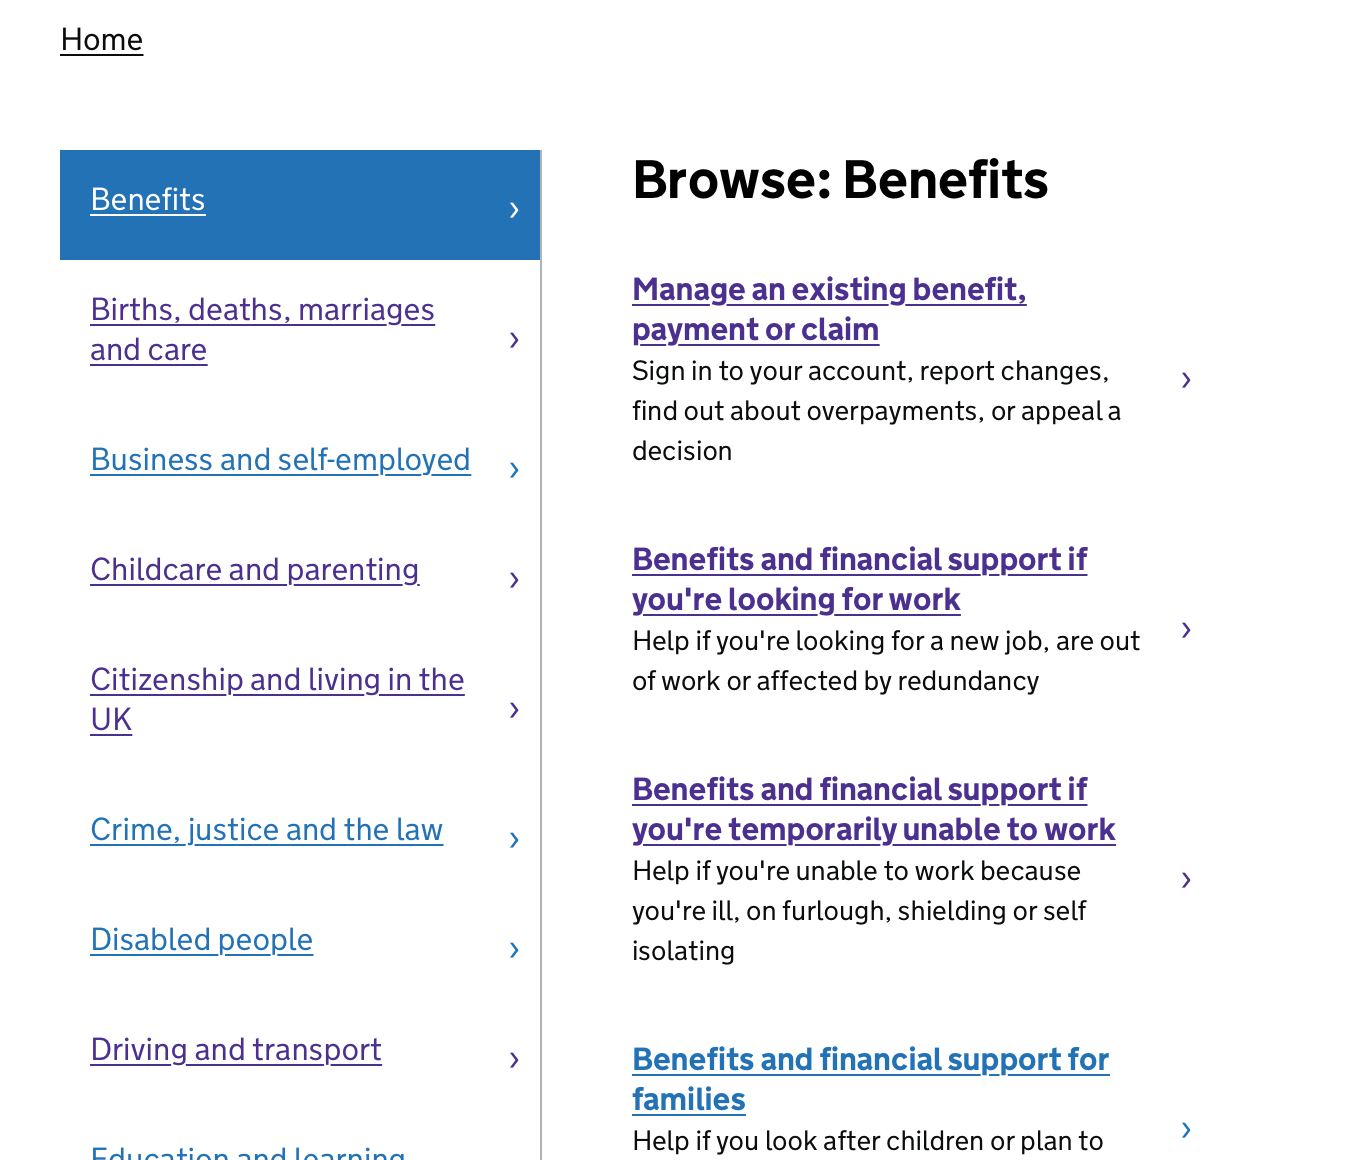 Home
Benefits
Births, deaths, marriages
and care
Business and self-employed
Childcare and parenting
Citizenship and living in the
UK
Crime, justice and the law
Disabled people
Driving and transport
Education and learning
Browse: Benefits
Manage an existing benefit,
payment or claim
Sign in to your account, report changes,
find out about overpayments, or appeal a
decision
Benefits and financial support if
you're looking for work
Help if you're looking for a new job, are out
of work or affected by redundancy
Benefits and financial support if
you're temporarily unable to work
Help if you're unable to work because
you're ill, on furlough, shielding or self
isolating
Benefits and financial support for
families
Help if you look after children or plan to